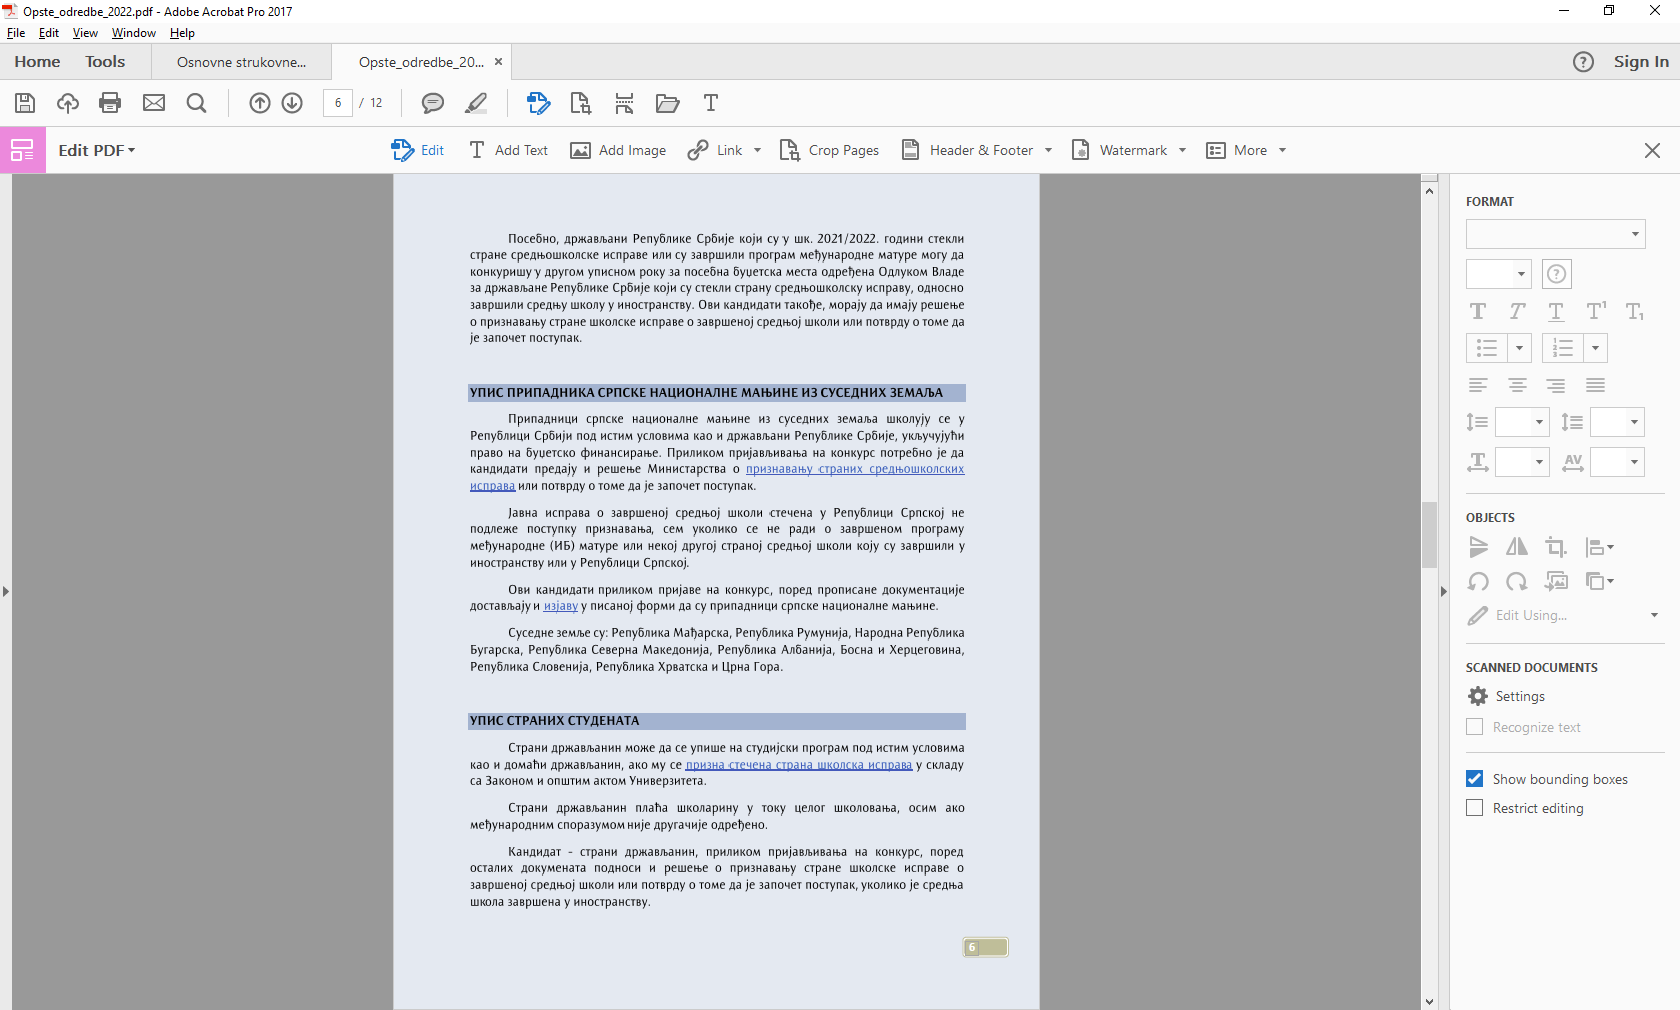 Opste_odredbe_2022.pdf - Adobe Acrobat Pro 2017
File Edit View Window Help
Home Tools Osnovne strukovne... Opste_odredbe_20... × ? Sign In
6 / 12
Edit PDF Edit Add Text Add Image Link Crop Pages Header & Footer Watermark More
Посебно, држављани Републике Србије који су у шк. 2021/2022. години стекли
стране средњошколске исправе или су завршили програм међународне матуре могу да
конкуришу у другом уписном року за посебна буџетска места одређена Одлуком Владе
за држављане Републике Србије који су стекли страну средњошколску исправу, односно
завршили средњу школу у иностранству. Ови кандидати такође, морају да имају решење
о признавању стране школске исправе о завршеној средњој школи или потврду о томе да
је започет поступак.
УПИС ПРИПАДНИКА СРПСКЕ НАЦИОНАЛНЕ МАЊИНЕ ИЗ СУСЕДНИХ ЗЕМАЉА
Припадници српске националне мањине из суседних земаља школују се у
Републици Србији под истим условима као и држављани Републике Србије, укључујући
право на буџетско финансирање. Приликом пријављивања на конкурс потребно је да
кандидати предају и решење Министарства о признавању страних средњошколских
исправа или потврду о томе да је започет поступак.
Јавна исправа о завршеној средњој школи стечена у Републици Српској не
подлеже поступку признавања, сем уколико се не ради о завршеном програму
међународне (ИБ) матуре или некој другој страној средњој школи коју су завршили у
иностранству или у Републици Српској.
Ови кандидати приликом пријаве на конкурс, поред прописане документације
достављају и изјаву у писаној форми да су припадници српске националне мањине.
Суседне земље су: Република Мађарска, Република Румунија, Народна Република
Бугарска, Република Северна Македонија, Република Албанија, Босна и Херцеговина,
Република Словенија, Република Хрватска и Црна Гора.
УПИС СТРАНИХ СТУДЕНАТА
Страни држављанин може да се упише на студијски програм под истим условима
као и домаћи држављанин, ако му се призна стечена страна школска исправа у складу
са Законом и општим актом Универзитета.
Страни држављанин плаћа школарину у току целог школовања, осим ако
међународним споразумом није другачије одређено.
Кандидат - страни држављанин, приликом пријављивања на конкурс, поред
осталих докумената подноси и решење о признавању стране школске исправе о
завршеној средњој школи или потврду о томе да је започет поступак, уколико је средња
школа завршена у иностранству.
6
FORMAT
?
T T T T1 T1
T AV
OBJECTS
Edit Using...
SCANNED DOCUMENTS
Settings
Recognize text
Show bounding boxes
Restrict editing